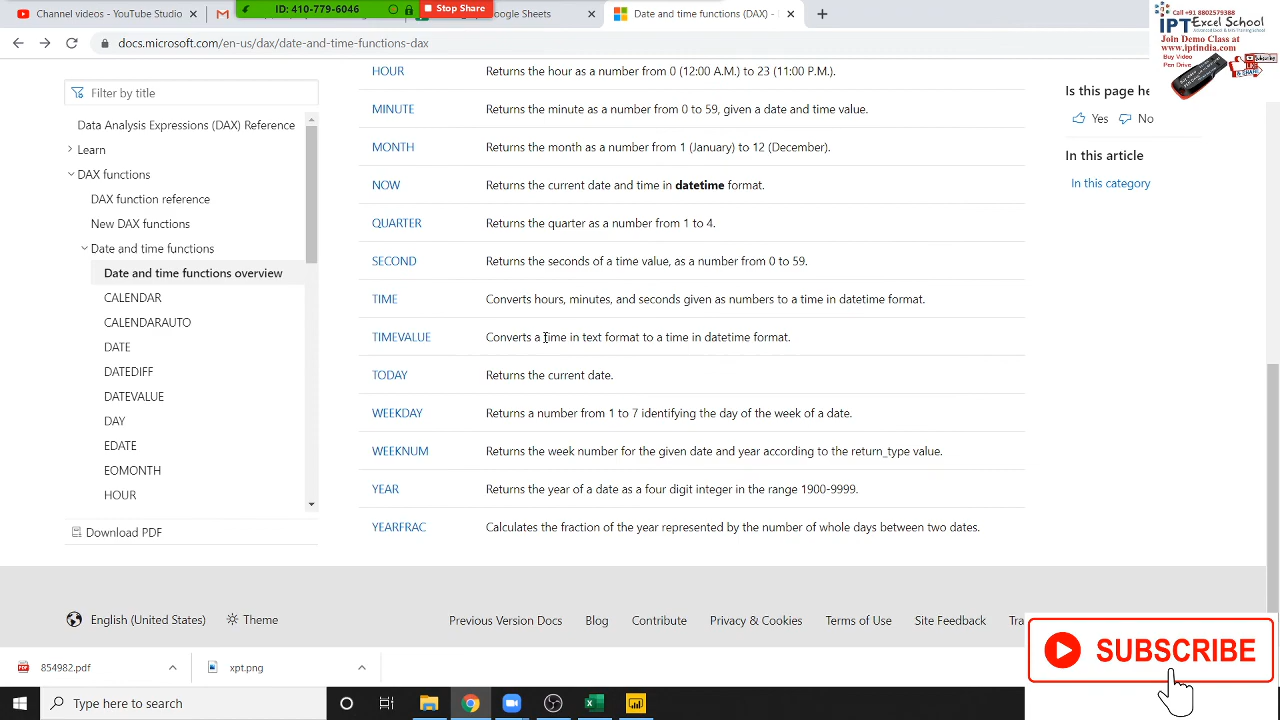 Channel videos - YouTube
ID: 410-779-6046
Stop Share
Sheets
Date and time functions (DAX) -
docs.microsoft.com/en-us/dax/date-and-time-functions-dax
Call +91 8802579388
IPT Excel School
Advanced Excel & VBA Training School
Join Demo Class at
www.iptindia.com
Buy Video
Pen Drive
Subscribe
Filter by title
Data Analysis Expressions (DAX) Reference
Learn
DAX functions
DAX function reference
New DAX functions
Date and time functions
Date and time functions overview
CALENDAR
CALENDARAUTO
DATE
DATEDIFF
DATEVALUE
DAY
EDATE
EOMONTH
HOUR
Download PDF
HOUR Returns the hour as a number from 0 (12:00 A.M.) to 23 (11:00 P.M.).
MINUTE Returns the minute as a number from 0 to 59, given a date and time value.
MONTH Returns the month as a number from 1 (January) to 12 (December).
NOW Returns the current date and time in datetime format.
QUARTER Returns the quarter as a number from 1 to 4.
SECOND Returns the seconds of a time value, as a number from 0 to 59.
TIME Converts hours, minutes, and seconds given as numbers to a time in datetime format.
TIMEVALUE Converts a time in text format to a time in datetime format.
TODAY Returns the current date.
WEEKDAY Returns a number from 1 to 7 identifying the day of the week of a date.
WEEKNUM Returns the week number for the given date and year according to the return_type value.
YEAR Returns the year of a date as a four digit integer in the range 1900-9999.
YEARFRAC Calculates the fraction of the year represented by the number of whole days between two dates.
Is this page he
Yes No
In this article
In this category
English (United States) Theme
Previous Version Docs Blog Contribute Privacy & Cookies Terms of Use Site Feedback Tra
854982.pdf xpt.png
SUBSCRIBE
Type here to search